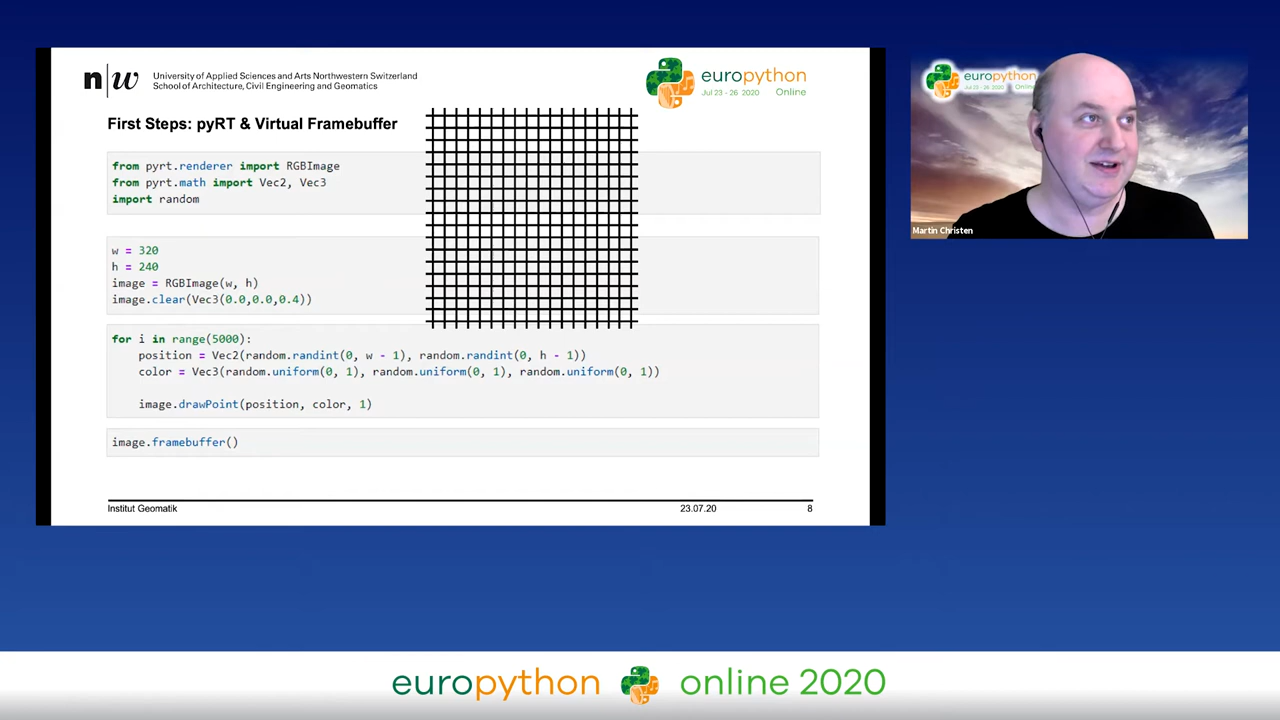 n|w University of Applied Sciences and Arts Northwestern Switzerland
School of Architecture, Civil Engineering and Geomatics
europython
Jul 23 - 26 2020 Online
First Steps: pyRT & Virtual Framebuffer
from pyrt.renderer import RGBImage
from pyrt.math import Vec2, Vec3
import random
w = 320
h = 240
image = RGBImage(w, h)
image.clear(Vec3(0.0,0.0,0.4))
for i in range(5000):
    position = Vec2(random.randint(0, w - 1), random.randint(0, h - 1))
    color = Vec3(random.uniform(0, 1), random.uniform(0, 1), random.uniform(0, 1))
    image.drawPoint(position, color, 1)
image.framebuffer()
Institut Geomatik 23.07.20 8
europython
Jul 23 - 26 2020 Online
Martin Christen
europython online 2020